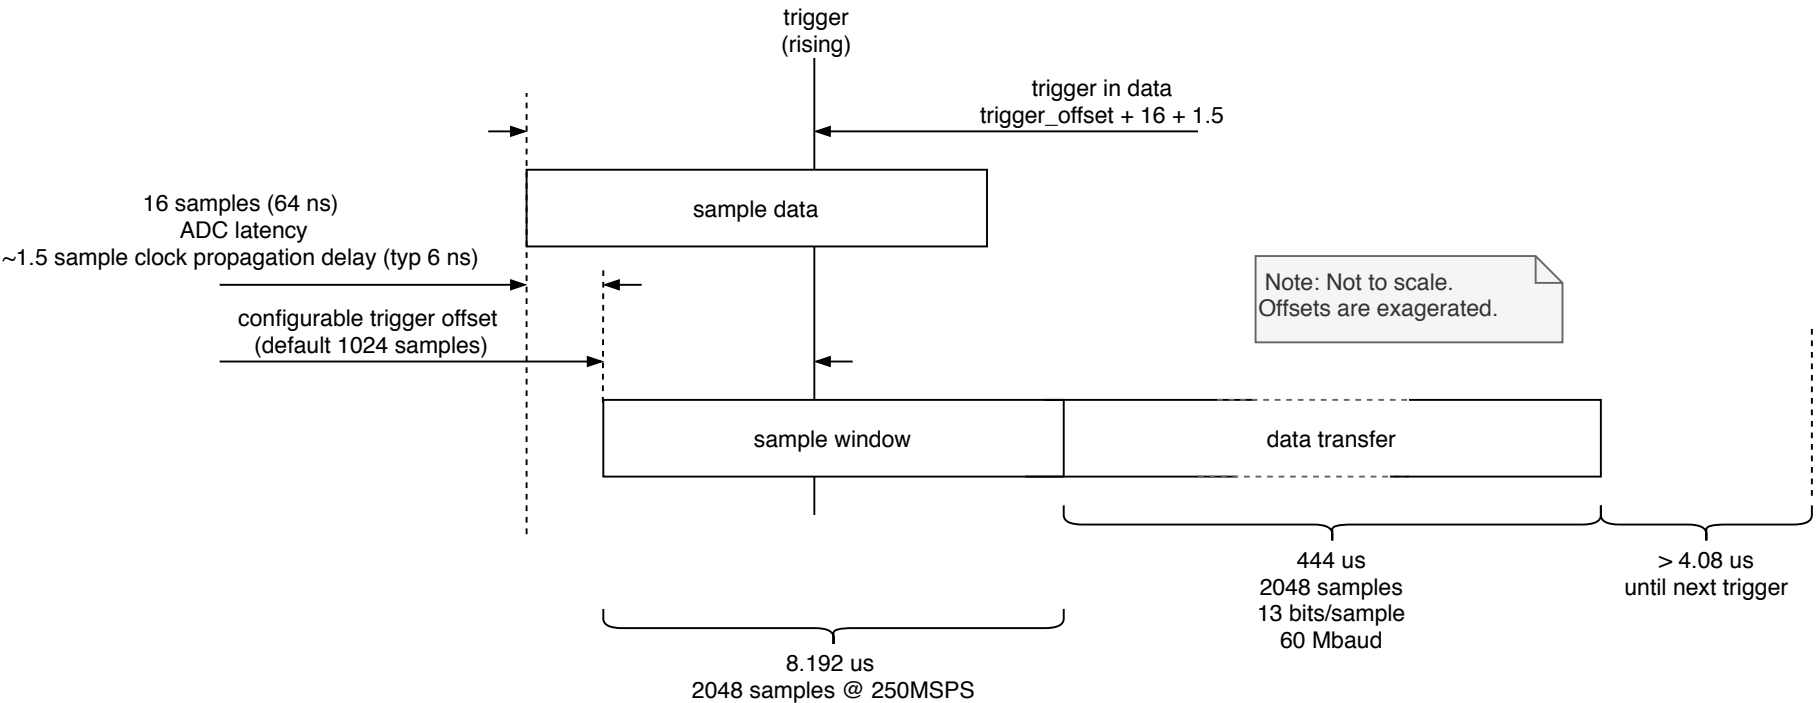 trigger
(rising)
trigger in data
trigger_offset + 16 + 1.5
sample data
16 samples (64 ns)
ADC latency
~1.5 sample clock propagation delay (typ 6 ns)
Note: Not to scale.
Offsets are exagerated.
configurable trigger offset
(default 1024 samples)
sample window
data transfer
444 us
2048 samples
13 bits/sample
60 Mbaud
> 4.08 us
until next trigger
8.192 us
2048 samples @ 250MSPS